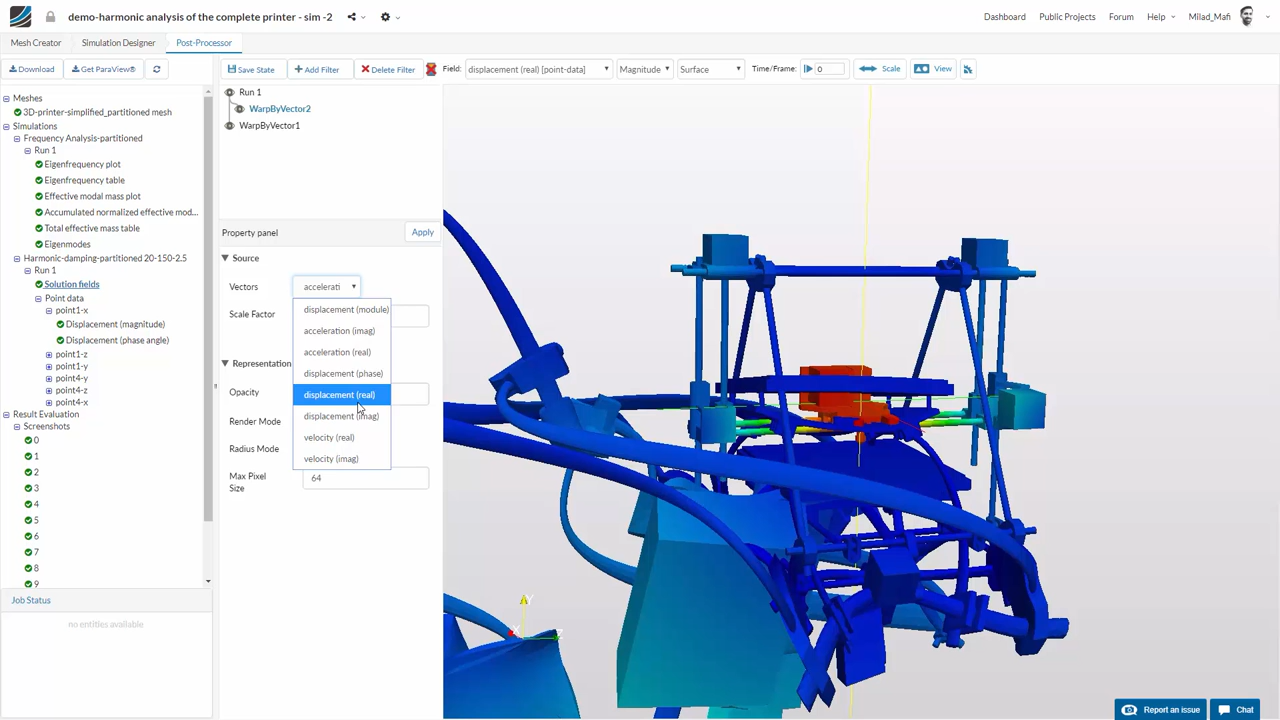 demo-harmonic analysis of the complete printer - sim -2
Dashboard Public Projects Forum Help Milad_Mafi
Mesh Creator Simulation Designer Post-Processor
Download Get ParaView®
Save State Add Filter Delete Filter Field: displacement (real) [point-data] Magnitude Surface Time/Frame: 0 Scale View
Meshes
3D-printer-simplified_partitioned mesh
Simulations
Frequency Analysis-partitioned
Run 1
Eigenfrequency plot
Eigenfrequency table
Effective modal mass plot
Accumulated normalized effective mod...
Total effective mass table
Eigenmodes
Harmonic-damping-partitioned 20-150-2.5
Run 1
Solution fields
Point data
point1-x
Displacement (magnitude)
Displacement (phase angle)
point1-z
point1-y
point4-y
point4-z
point4-x
Result Evaluation
Screenshots
0
1
2
3
4
5
6
7
8
9
Job Status
no entities available
Run 1
WarpByVector2
WarpByVector1
Property panel Apply
Source
Vectors accelerati
Scale Factor
Representation
Opacity
Render Mode
Radius Mode
Max Pixel
Size
64
displacement (module)
acceleration (imag)
acceleration (real)
displacement (phase)
displacement (real)
displacement (imag)
velocity (real)
velocity (imag)
Y
Report an issue Chat